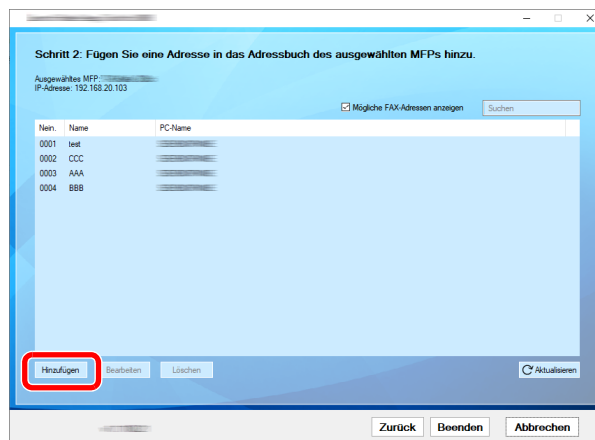 Schritt 2: Fügen Sie eine Adresse in das Adressbuch des ausgewählten MFPs hinzu.
Ausgewähltes MFP:
IP-Adresse: 192.168.20.103
Mögliche FAX-Adressen anzeigen Suchen
Nein. Name PC-Name
0001 test
0002 CCC
0003 AAA
0004 BBB
Hinzufügen Bearbeiten Löschen Aktualisieren
Zurück Beenden Abbrechen